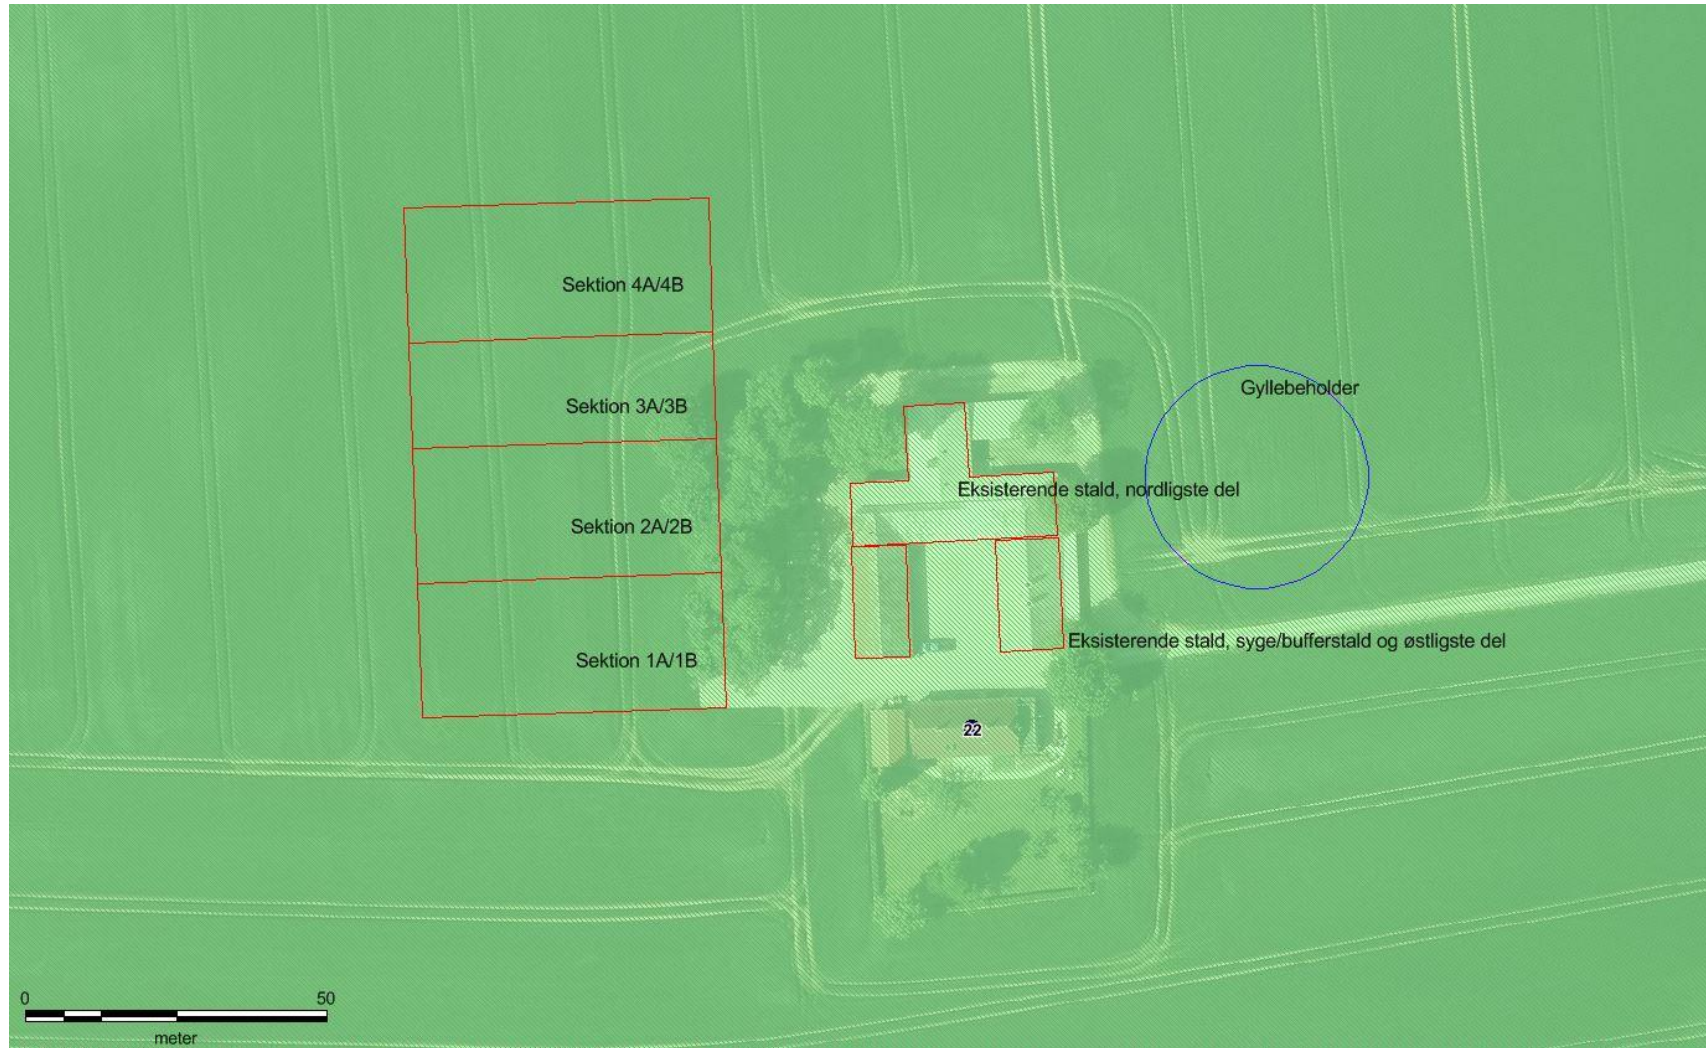 Sektion 4A/4B
Gyllebeholder
Sektion 3A/3B
Eksisterende stald, nordligste del
Sektion 2A/2B
Eksisterende stald, syge/bufferstald og østligste del
Sektion 1A/1B
22
0 50
meter